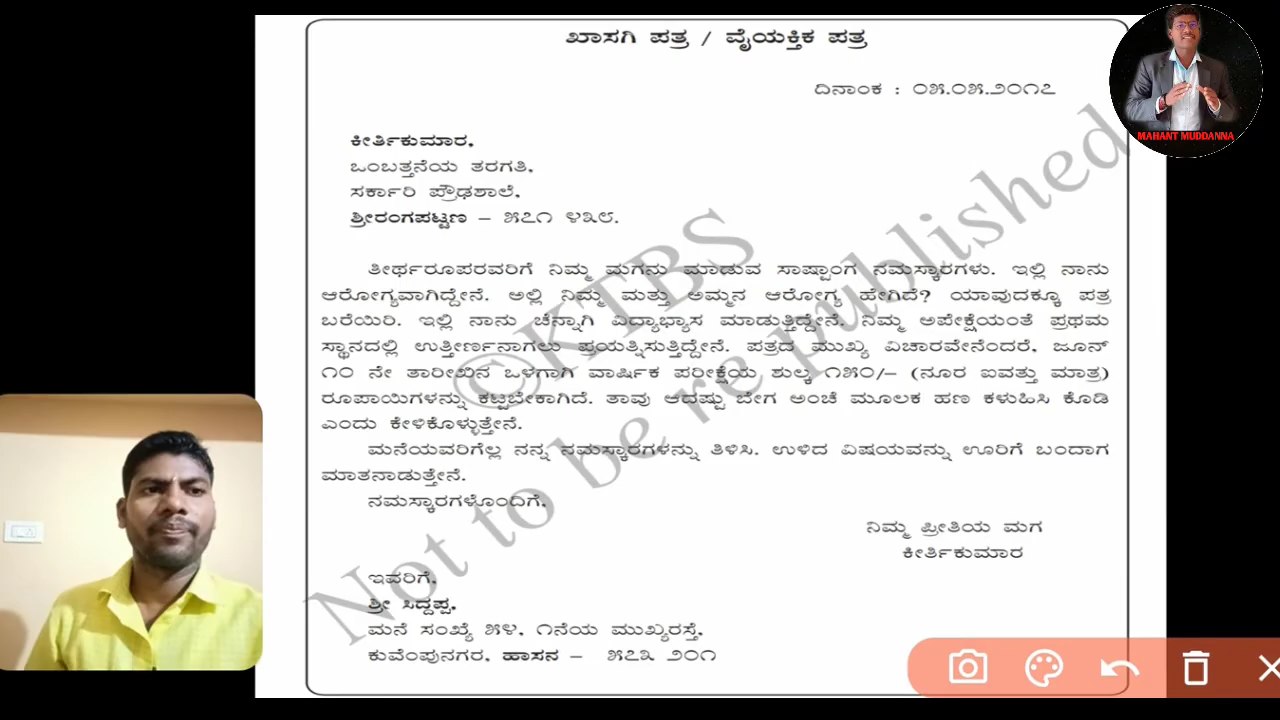 ಖಾಸಗಿ ಪತ್ರ / ವೈಯಕ್ತಿಕ ಪತ್ರ
MAHANT MUDDANNA
ದಿನಾಂಕ : ೦೫.೦೫.೨೦೧೭
ಕೀರ್ತಿಕುಮಾರ,
ಒಂಬತ್ತನೆಯ ತರಗತಿ,
ಸರ್ಕಾರಿ ಪ್ರೌಢಶಾಲೆ,
ಶ್ರೀರಂಗಪಟ್ಟಣ – ೫೭೧ ೪೩೮.
ತೀರ್ಥರೂಪರವರಿಗೆ ನಿಮ್ಮ ಮಗನು ಮಾಡುವ ಸಾಷ್ಟಾಂಗ ನಮಸ್ಕಾರಗಳು. ಇಲ್ಲಿ ನಾನು
ಆರೋಗ್ಯವಾಗಿದ್ದೇನೆ. ಅಲ್ಲಿ ನಿಮ್ಮ ಮತ್ತು ಅಮ್ಮನ ಆರೋಗ್ಯ ಹೇಗಿದೆ? ಯಾವುದಕ್ಕೂ ಪತ್ರ
ಬರೆಯಿರಿ. ಇಲ್ಲಿ ನಾನು ಚೆನ್ನಾಗಿ ವಿದ್ಯಾಭ್ಯಾಸ ಮಾಡುತ್ತಿದ್ದೇನೆ. ನಿಮ್ಮ ಅಪೇಕ್ಷೆಯಂತೆ ಪ್ರಥಮ
ಸ್ಥಾನದಲ್ಲಿ ಉತ್ತೀರ್ಣನಾಗಲು ಪ್ರಯತ್ನಿಸುತ್ತಿದ್ದೇನೆ. ಪತ್ರದ ಮುಖ್ಯ ವಿಚಾರವೇನೆಂದರೆ, ಜೂನ್
೧೦ ನೇ ತಾರೀಖಿನ ಒಳಗಾಗಿ ವಾರ್ಷಿಕ ಪರೀಕ್ಷೆಯ ಶುಲ್ಕ ೧೫೦/– (ನೂರ ಐವತ್ತು ಮಾತ್ರ)
ರೂಪಾಯಿಗಳನ್ನು ಕಟ್ಟಬೇಕಾಗಿದೆ. ತಾವು ಆದಷ್ಟು ಬೇಗ ಅಂಚೆ ಮೂಲಕ ಹಣ ಕಳುಹಿಸಿ ಕೊಡಿ
ಎಂದು ಕೇಳಿಕೊಳ್ಳುತ್ತೇನೆ.
ಮನೆಯವರಿಗೆಲ್ಲ ನನ್ನ ನಮಸ್ಕಾರಗಳನ್ನು ತಿಳಿಸಿ. ಉಳಿದ ವಿಷಯವನ್ನು ಊರಿಗೆ ಬಂದಾಗ
ಮಾತನಾಡುತ್ತೇನೆ.
ನಮಸ್ಕಾರಗಳೊಂದಿಗೆ,
ನಿಮ್ಮ ಪ್ರೀತಿಯ ಮಗ
ಕೀರ್ತಿಕುಮಾರ
ಇವರಿಗೆ,
ಶ್ರೀ ಸಿದ್ದಪ್ಪ,
ಮನೆ ಸಂಖ್ಯೆ ೫೪, ೧ನೆಯ ಮುಖ್ಯರಸ್ತೆ,
ಕುವೆಂಪುನಗರ, ಹಾಸನ – ೫೭೩ ೨೦೧
©KTBS
Not to be re published